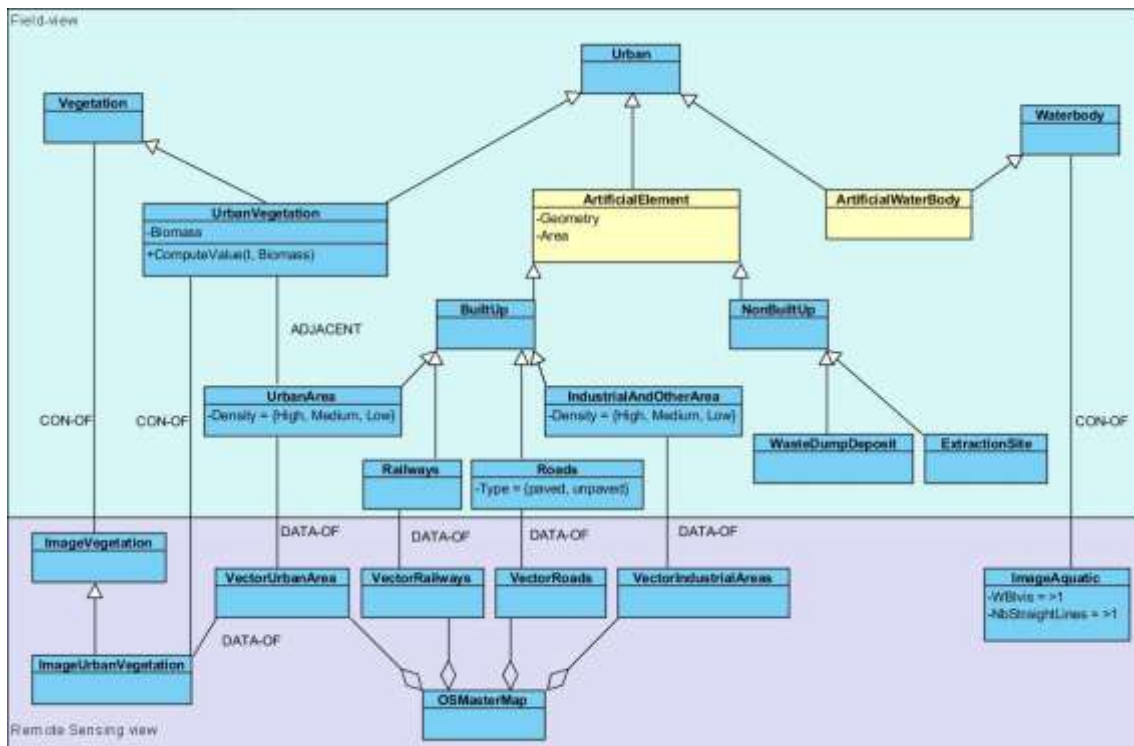 Field-view
Urban
Vegetation
Waterbody
ArtificialElement
-Geometry
-Area
ArtificialWaterBody
UrbanVegetation
-Biomass
+ComputeValue(I, Biomass)
BuiltUp
NonBuiltUp
ADJACENT
UrbanArea
-Density = {High, Medium, Low}
IndustrialAndOtherArea
-Density = {High, Medium, Low}
CON-OF
CON-OF
CON-OF
WasteDumpDeposit
ExtractionSite
Railways
Roads
-Type = {paved, unpaved}
DATA-OF
DATA-OF
DATA-OF
DATA-OF
ImageVegetation
VectorUrbanArea
VectorRailways
VectorRoads
VectorIndustrialAreas
ImageAquatic
-WBIvis = >1
-NbStraightLines = >1
DATA-OF
ImageUrbanVegetation
OSMasterMap
Remote Sensing view